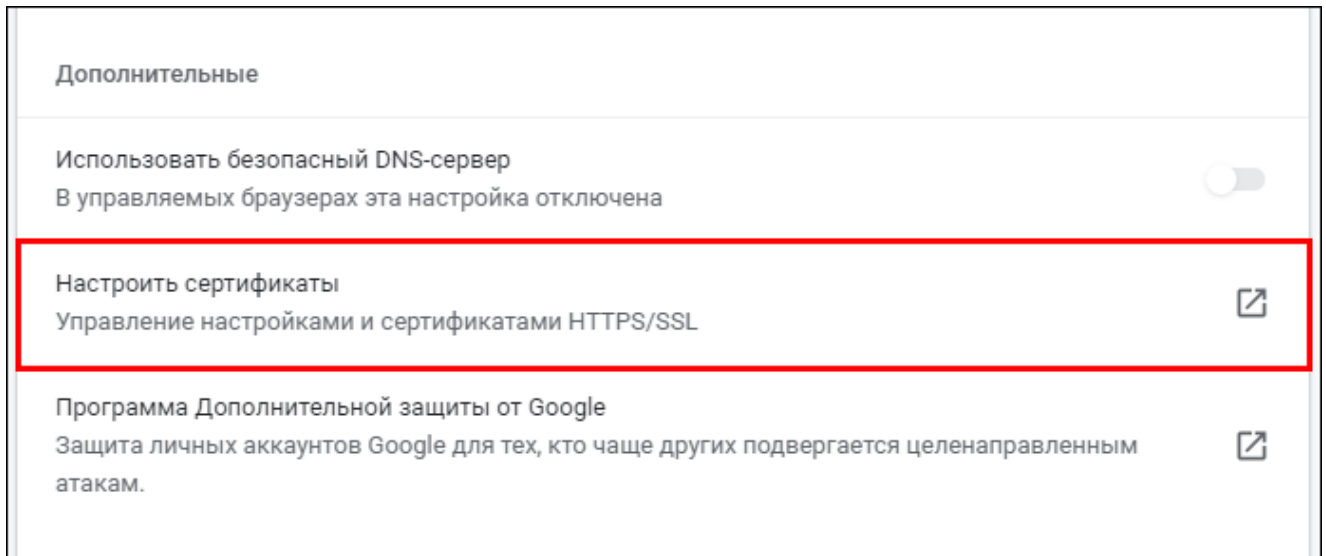 Дополнительные
Использовать безопасный DNS-сервер
В управляемых браузерах эта настройка отключена
Настроить сертификаты
Управление настройками и сертификатами HTTPS/SSL
Программа Дополнительной защиты от Google
Защита личных аккаунтов Google для тех, кто чаще других подвергается целенаправленным
атакам.